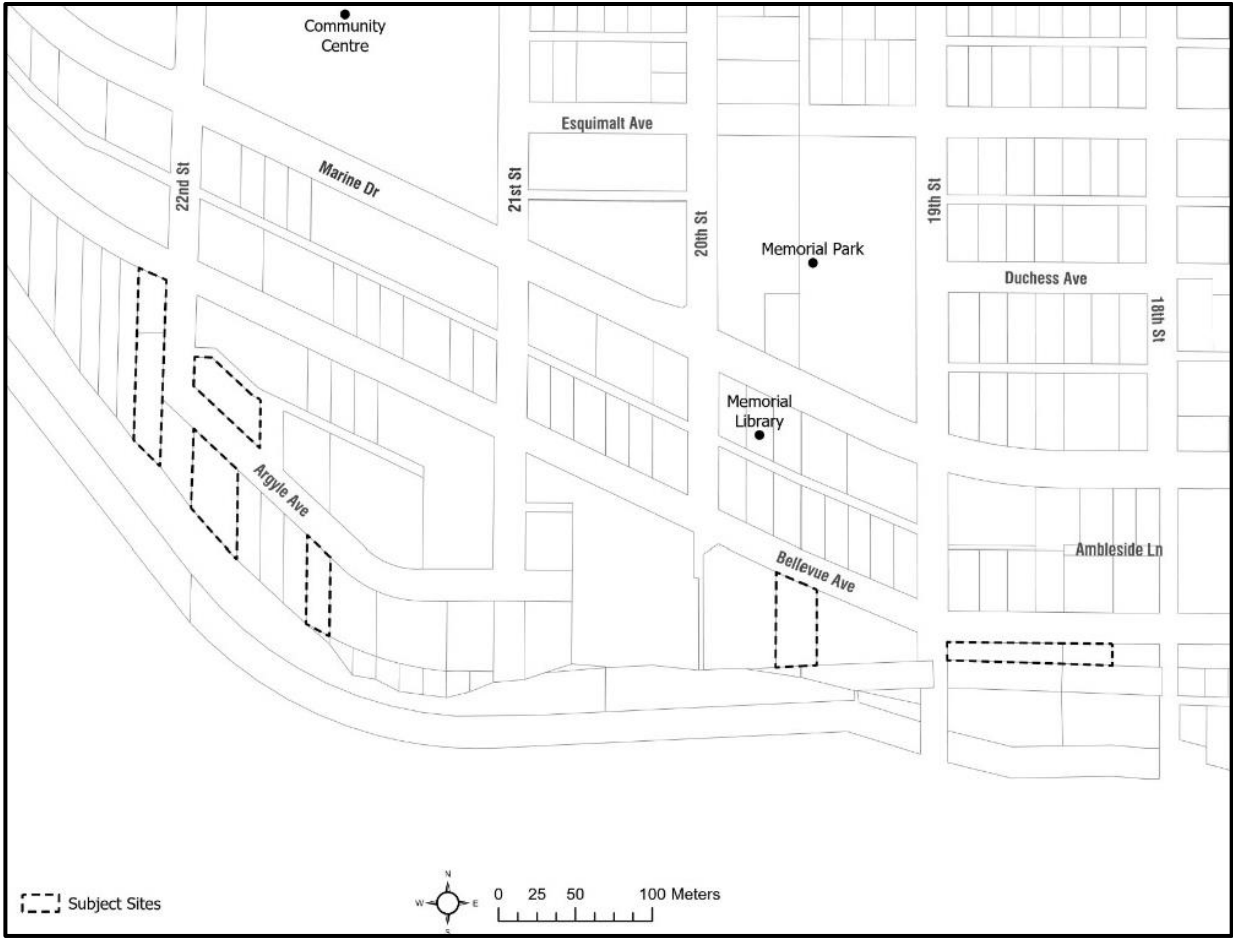 Community
Centre
Esquimalt Ave
Marine Dr
22nd St
21st St
20th St
19th St
Memorial Park
Duchess Ave
18th St
Memorial
Library
Argyle Ave
Bellevue Ave
Ambleside Ln
Subject Sites
N
W
E
S
0 25 50 100 Meters